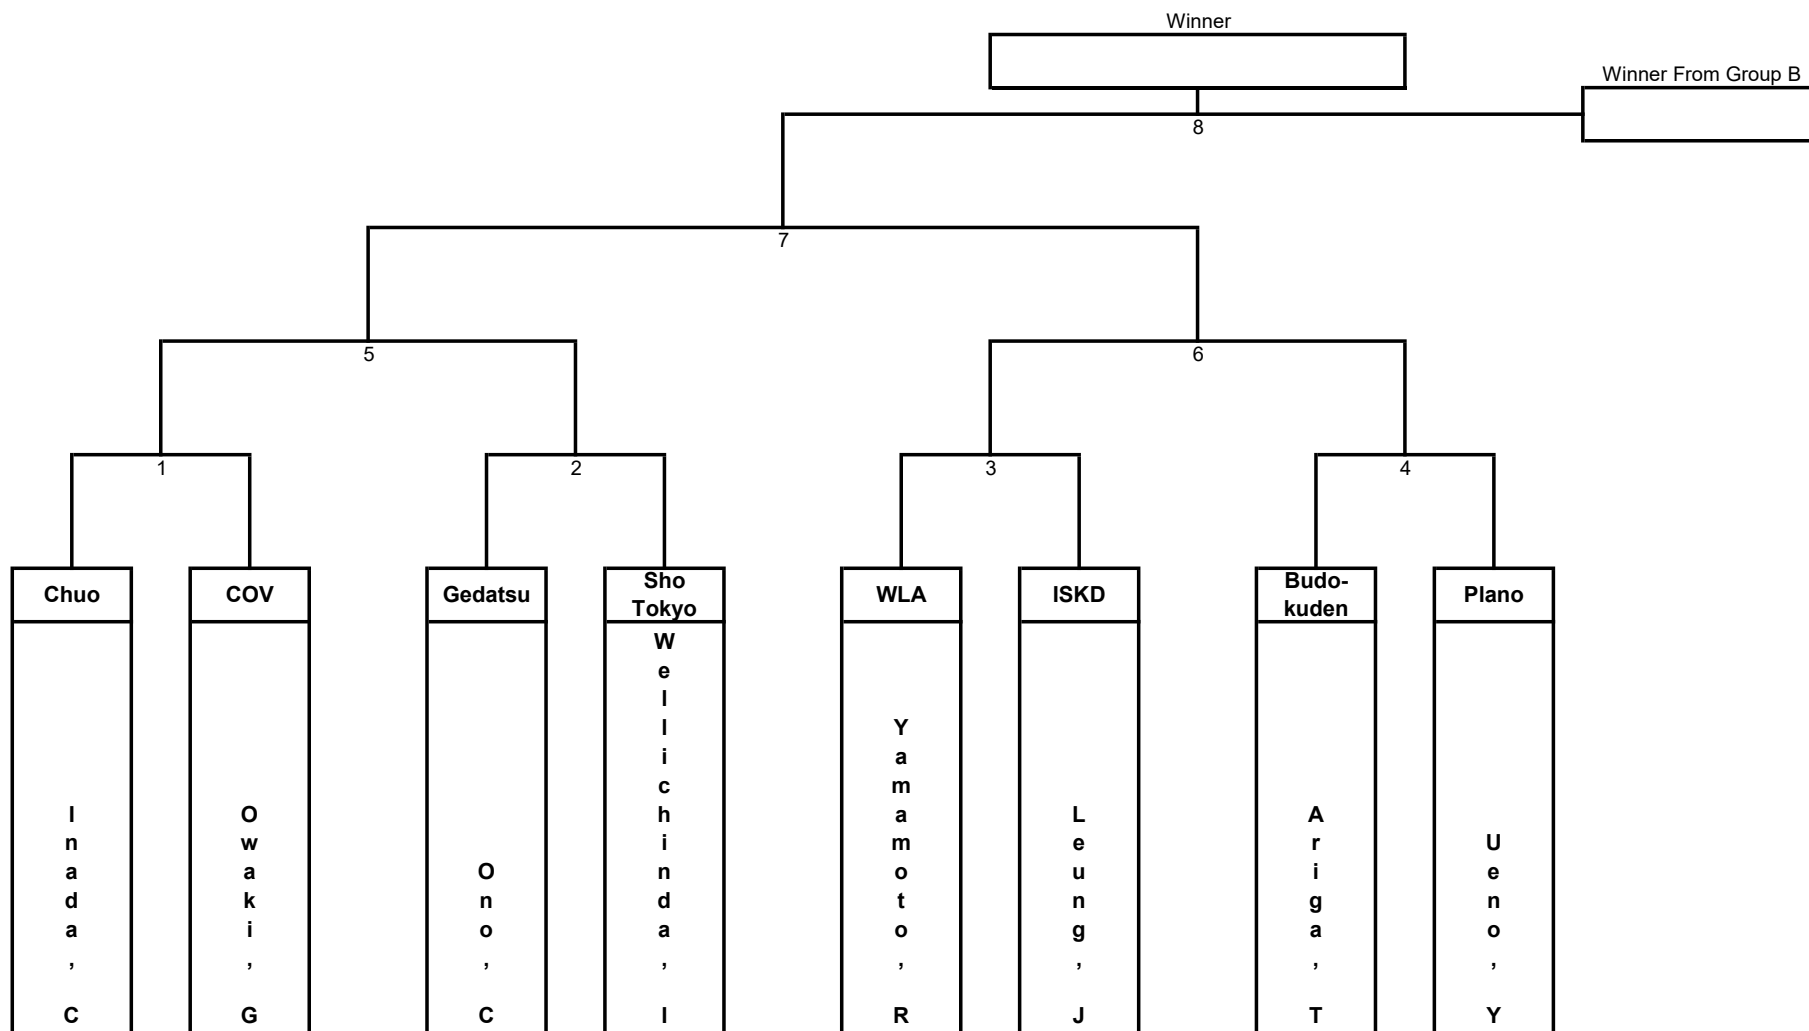 Winner
Winner From Group B
8
7
5
6
1
2
3
4
Chuo
COV
Gedatsu
Sho
Tokyo
WLA
ISKD
Budo-
kuden
Plano
Inada, C
Owaki, G
Ono, C
Wellichinda, I
Yamamoto, R
Leung, J
Ariga, T
Ueno, Y